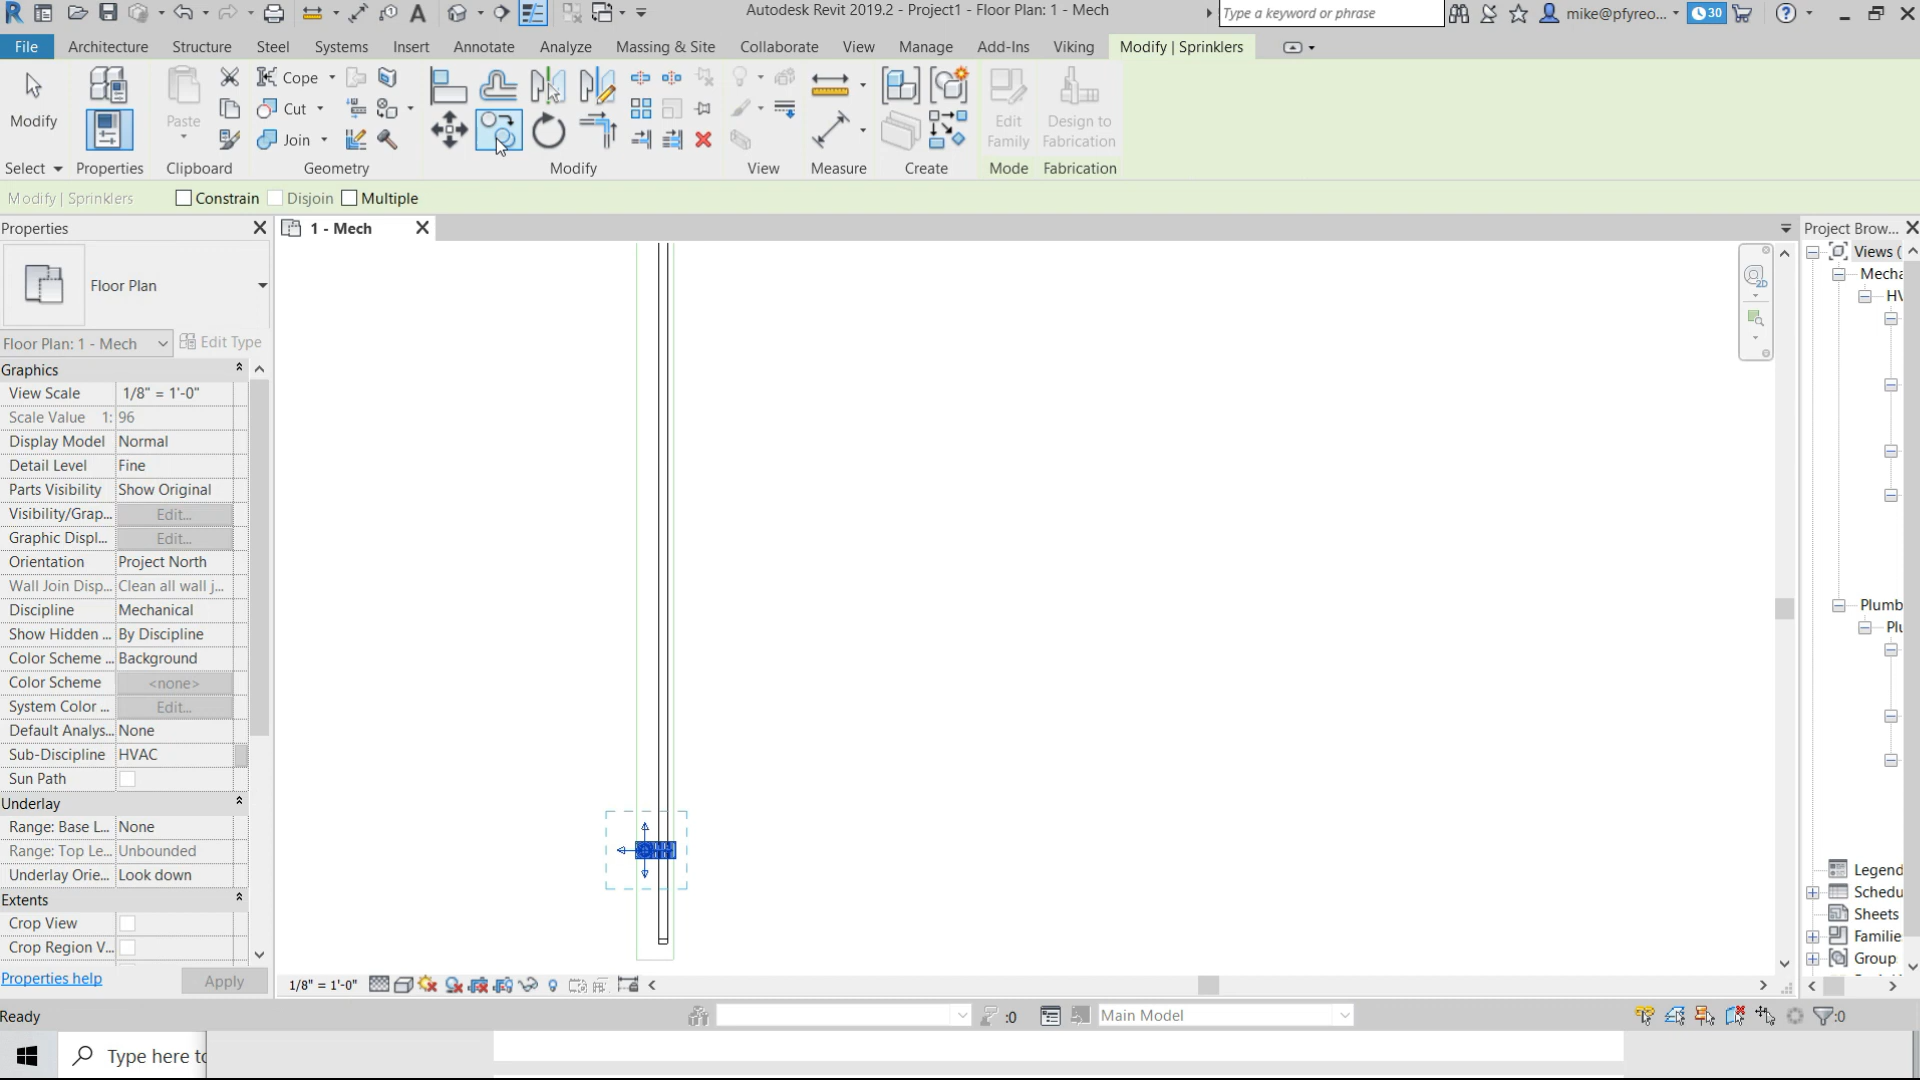 Autodesk Revit 2019.2 - Project1 - Floor Plan: 1 - Mech
Type a keyword or phrase
mike@pfyreo...
30
File Architecture Structure Steel Systems Insert Annotate Analyze Massing & Site Collaborate View Manage Add-Ins Viking Modify | Sprinklers
Modify
Paste
Cope
Cut
Join
Edit Family
Design to Fabrication
Select Properties Clipboard Geometry Modify View Measure Create Mode Fabrication
Modify | Sprinklers Constrain Disjoin Multiple
Properties
1 - Mech
Project Brow...
Floor Plan
Floor Plan: 1 - Mech Edit Type
Graphics
View Scale 1/8" = 1'-0"
Scale Value 1: 96
Display Model Normal
Detail Level Fine
Parts Visibility Show Original
Visibility/Grap... Edit...
Graphic Displ... Edit...
Orientation Project North
Wall Join Disp... Clean all wall j...
Discipline Mechanical
Show Hidden ... By Discipline
Color Scheme ... Background
Color Scheme <none>
System Color ... Edit...
Default Analys... None
Sub-Discipline HVAC
Sun Path
Underlay
Range: Base L... None
Range: Top Le... Unbounded
Underlay Orie... Look down
Extents
Crop View
Crop Region V...
Properties help Apply
2D
Views (
Mecha
HV
Plumb
Plu
Legend
Schedu
Sheets
Familie
Group
1/8" = 1'-0"
Ready
:0
Main Model
:0
Type here to